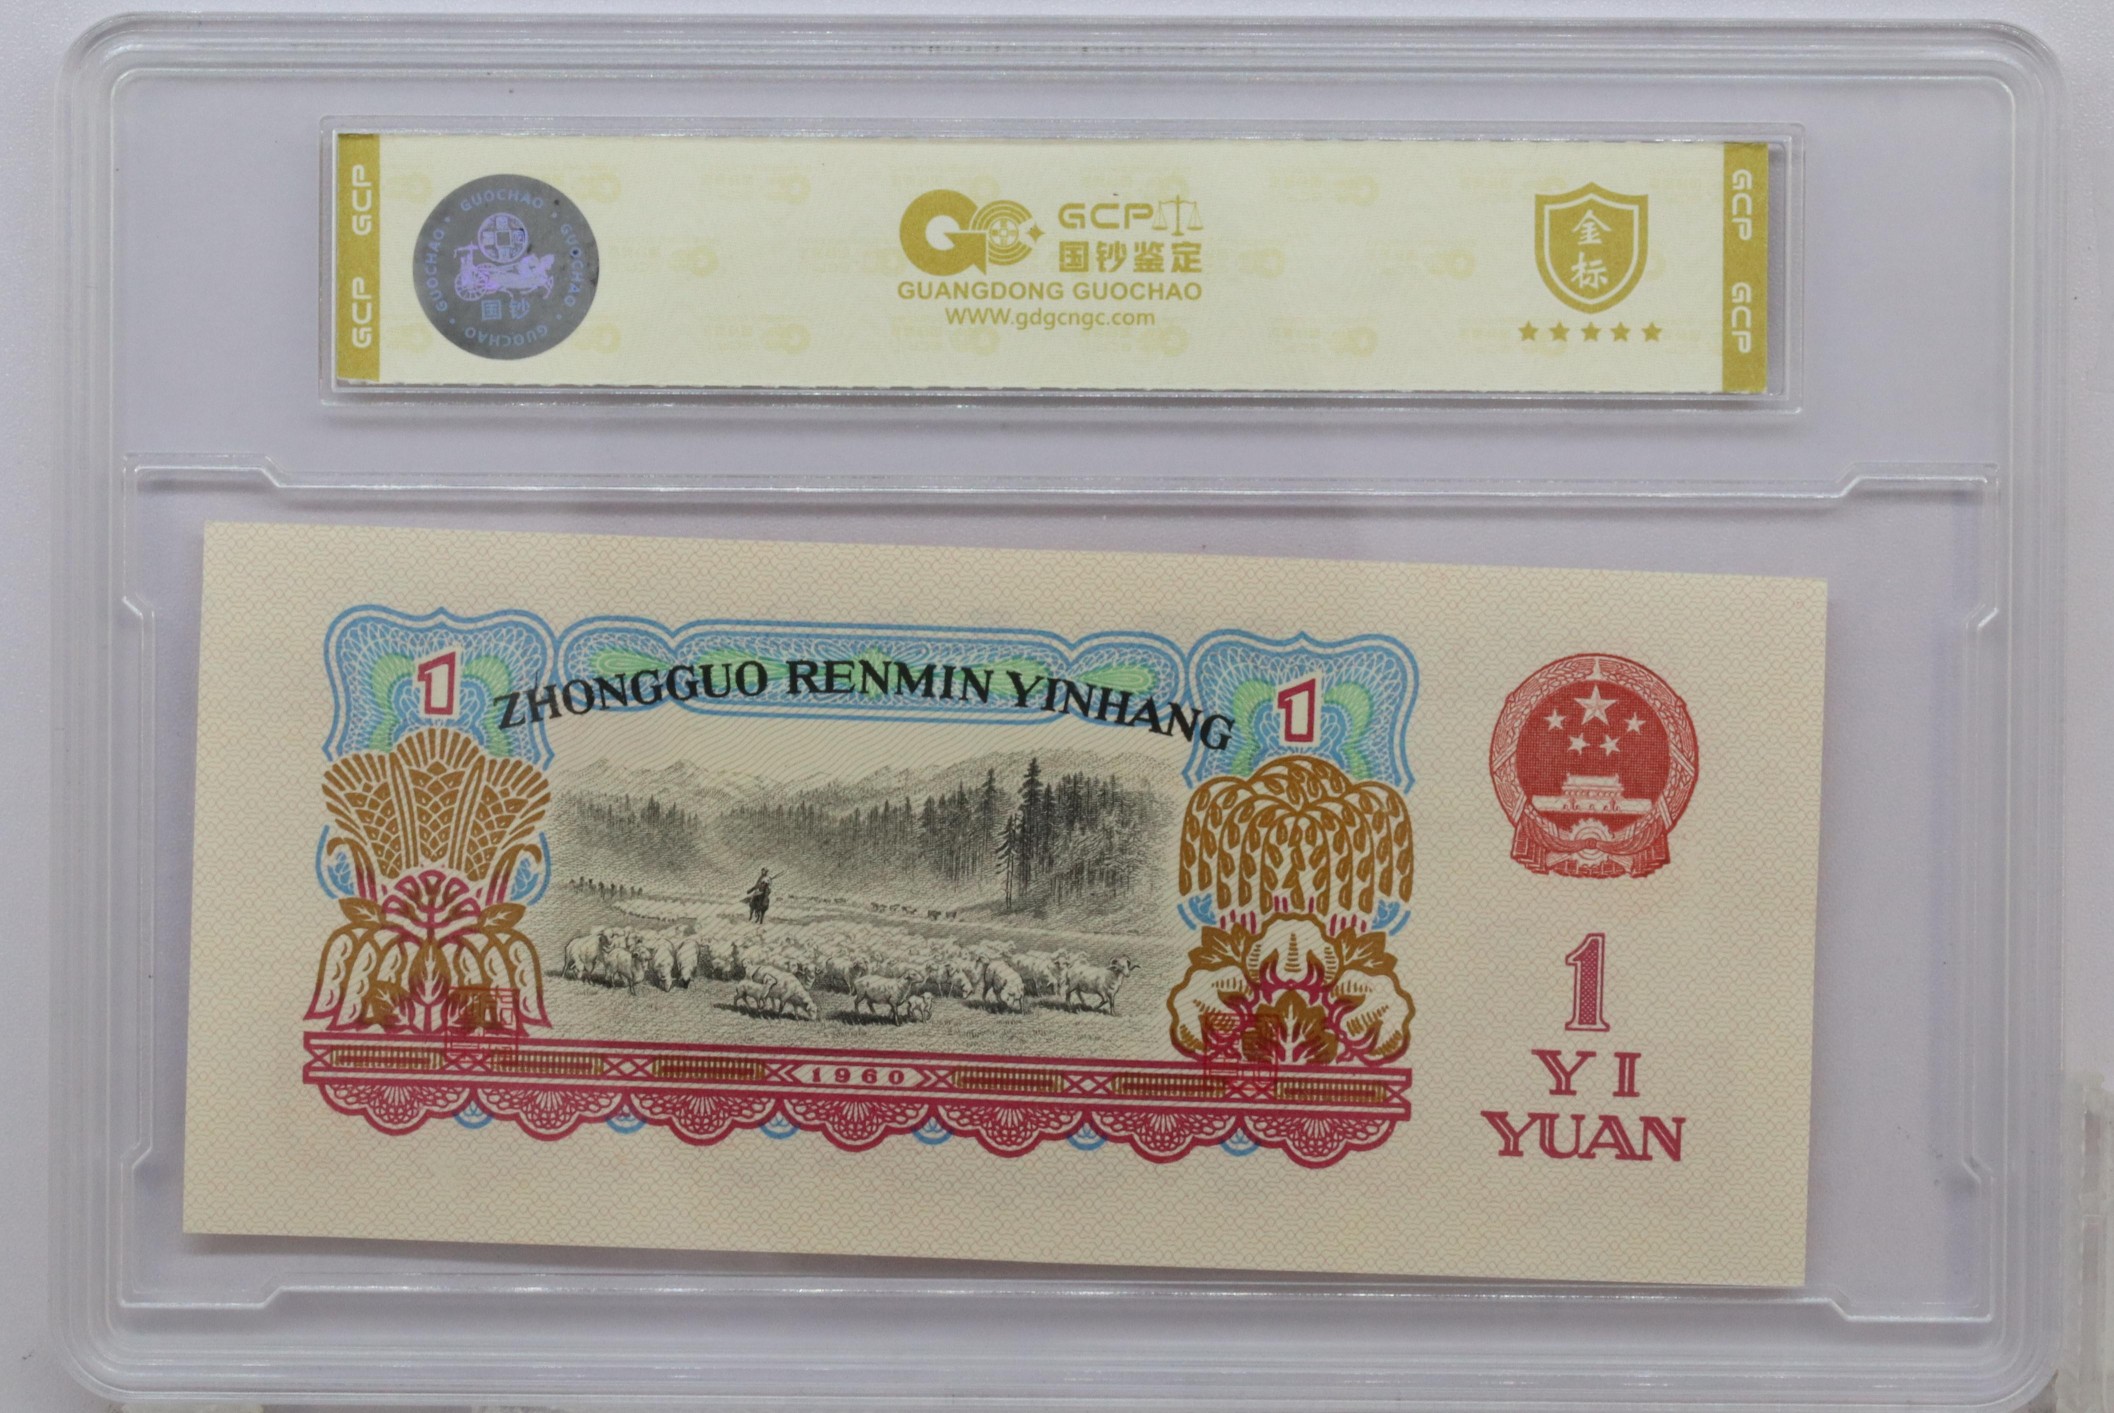 GCP GCP
GUOCHAO · GUOCHAO · GUOCHAO · GUOCHAO
国钞
GCP
国钞鉴定
GUANGDONG GUOCHAO
www.gdgcngc.com
金
标
GCP GCP
1
ZHONGGUO RENMIN YINHANG
1
1960
1
YI
YUAN